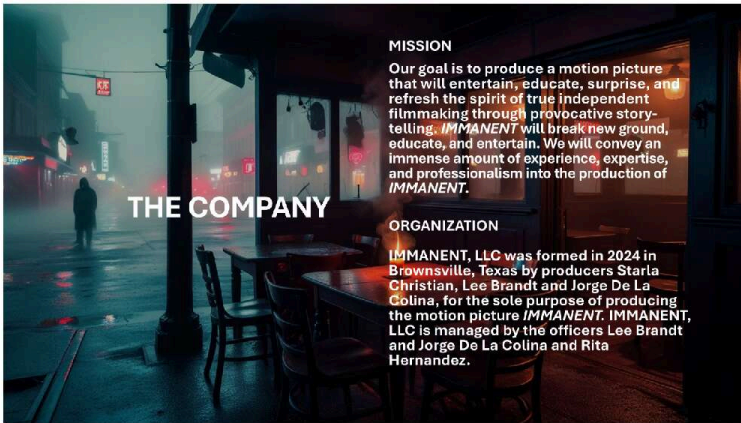 THE COMPANY
MISSION
Our goal is to produce a motion picture
that will entertain, educate, surprise, and
refresh the spirit of true independent
filmmaking through provocative story-
telling. IMMANENT will break new ground,
educate, and entertain. We will convey an
immense amount of experience, expertise,
and professionalism into the production of
IMMANENT.
ORGANIZATION
IMMANENT, LLC was formed in 2024 in
Brownsville, Texas by producers Starla
Christian, Lee Brandt and Jorge De La
Colina, for the sole purpose of producing
the motion picture IMMANENT. IMMANENT,
LLC is managed by the officers Lee Brandt
and Jorge De La Colina and Rita
Hernandez.